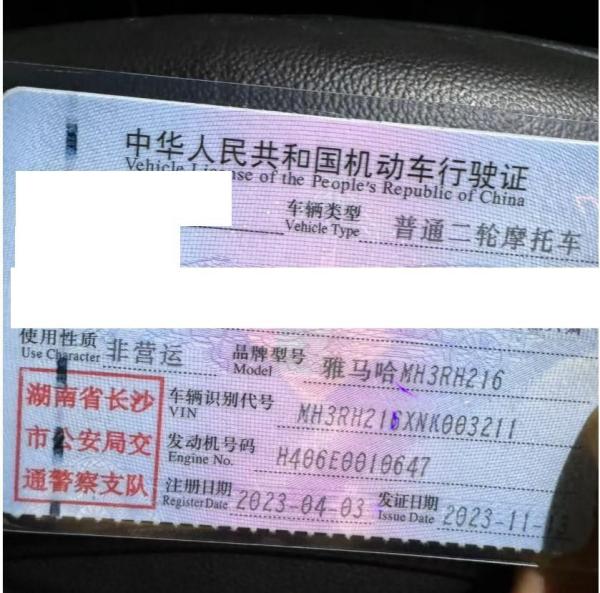 中华人民共和国机动车行驶证
Vehicle License of the People's Republic of China
车辆类型 普通二轮摩托车
Vehicle Type
使用性质 非营运
Use Character
品牌型号 雅马哈MH3RH216
Model
湖南省长沙
市公安局交
通警察支队
车辆识别代号 MH3RH216XNK003211
VIN
发动机号码 H406E0010647
Engine No.
注册日期 2023-04-03
Register Date
发证日期 2023-11-13
Issue Date